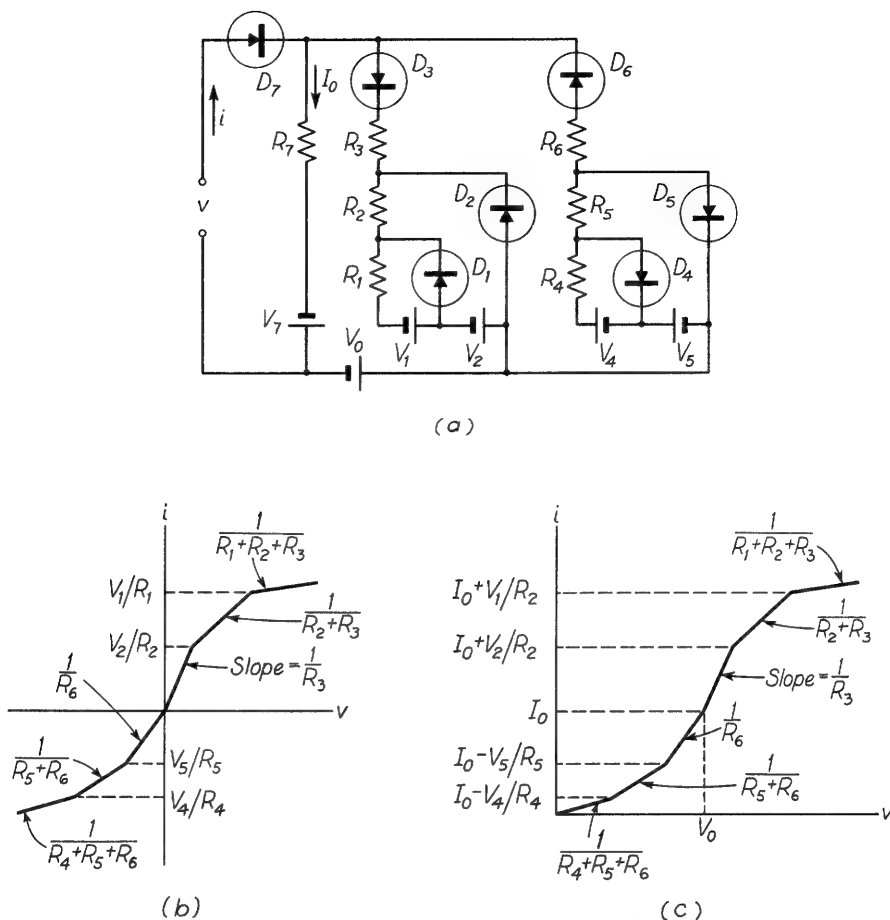 D7
I0
D3
D6
i
R7
R3
R6
v
R2
D2
R5
D5
R1
D1
R4
D4
V7
V0
V1
V2
V4
V5
(a)
i
1/(R1+R2+R3)
V1/R1
1/(R2+R3)
V2/R2
Slope=1/R3
1/R6
v
1/(R5+R6)
V5/R5
V4/R4
1/(R4+R5+R6)
(b)
i
1/(R1+R2+R3)
I0+V1/R2
1/(R2+R3)
I0+V2/R2
Slope=1/R3
I0
1/R6
I0-V5/R5
1/(R5+R6)
I0-V4/R4
V0
v
1/(R4+R5+R6)
(c)